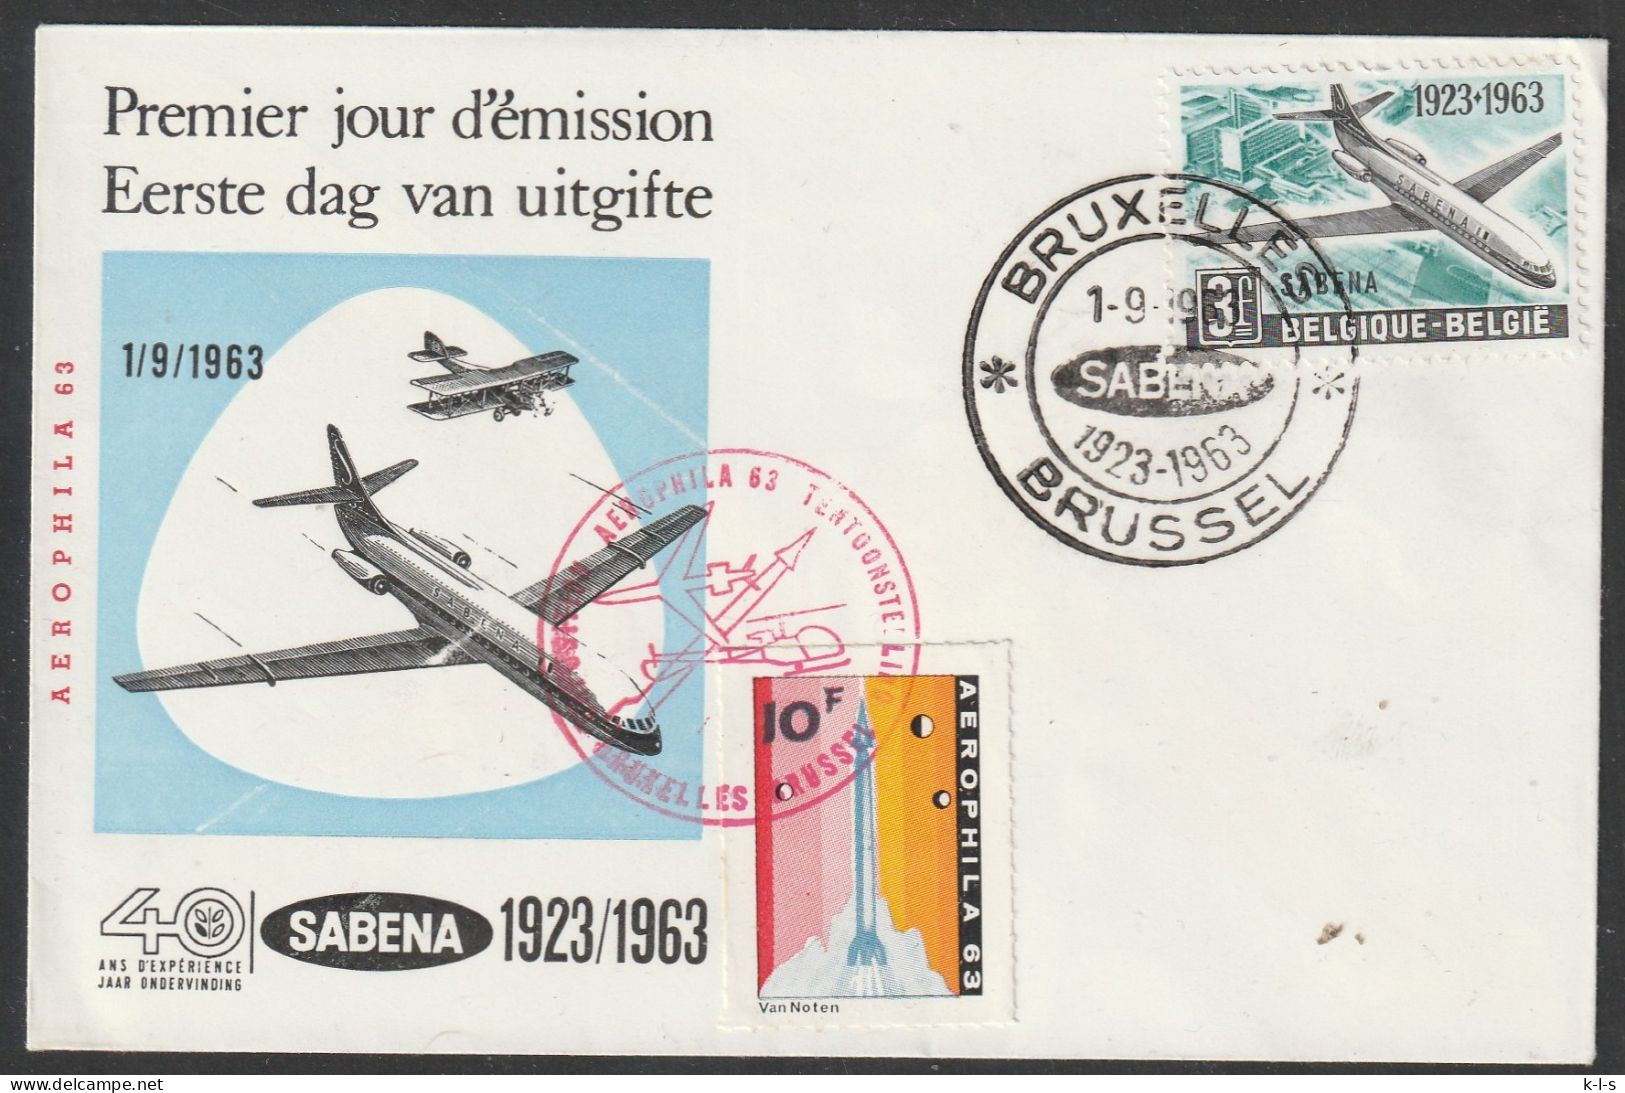 Premier jour d'émission
Eerste dag van uitgifte
1/9/1963
AEROPHILA 63
SABENA
40
ANS D'EXPÉRIENCE
JAAR ONDERVINDING
SABENA
1923/1963
AEROPHILA 63 TENTOONSTELLING
BRUXELLES BRUSSEL
10F
AEROPHILA 63
Van Noten
BRUXELLES
1-9-1963
SABENA
1923-1963
BRUSSEL
1923•1963
SABENA
3F
SABENA
BELGIQUE-BELGIË
delcampe.net
k-l-s